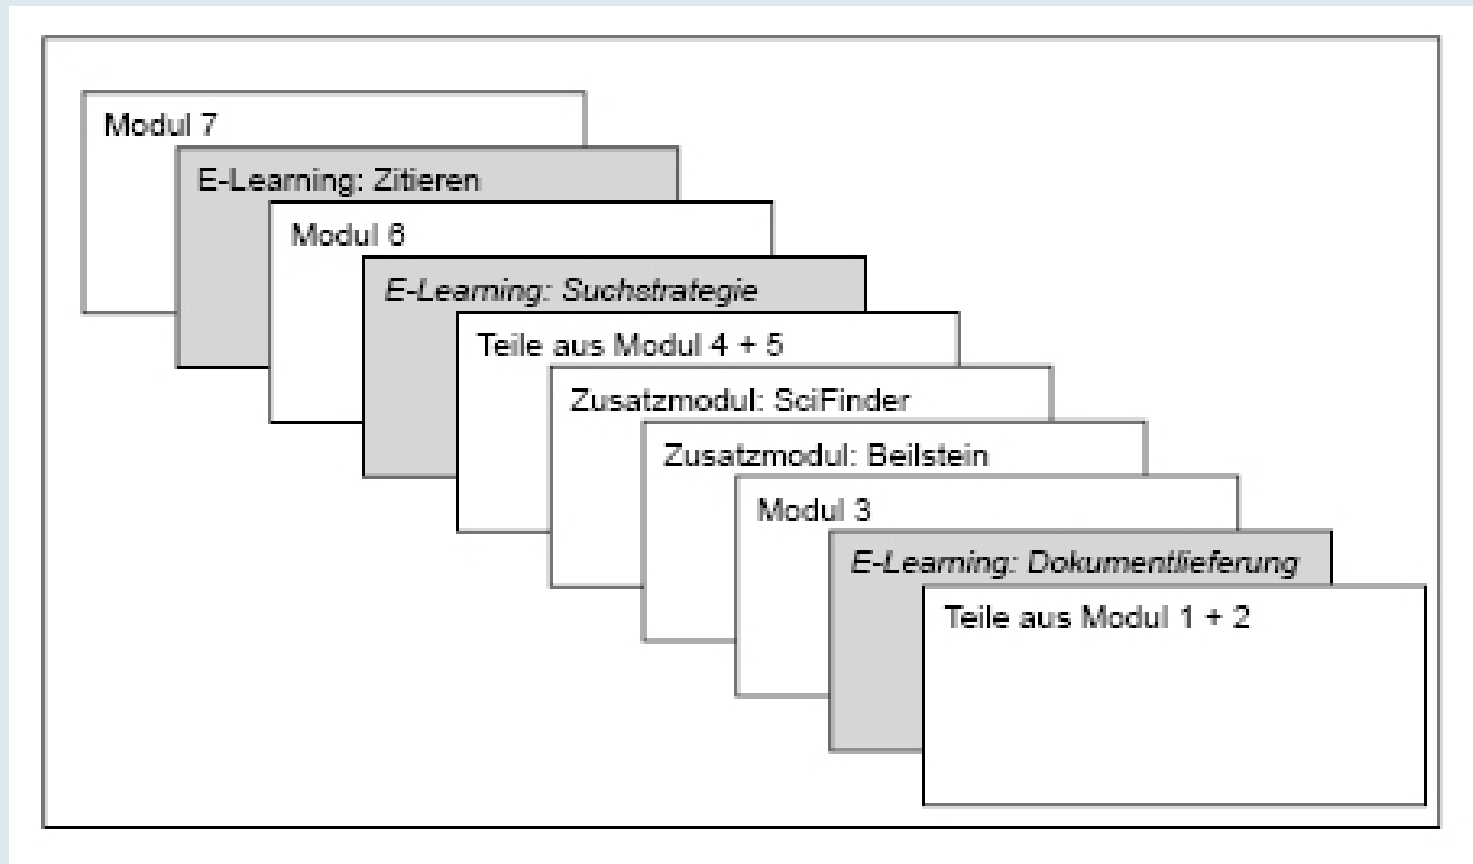 Modul 7
E-Learning: Zitieren
Modul 6
E-Learning: Suchstrategie
Teile aus Modul 4 + 5
Zusatzmodul: SciFinder
Zusatzmodul: Beilstein
Modul 3
E-Learning: Dokumentlieferung
Teile aus Modul 1 + 2